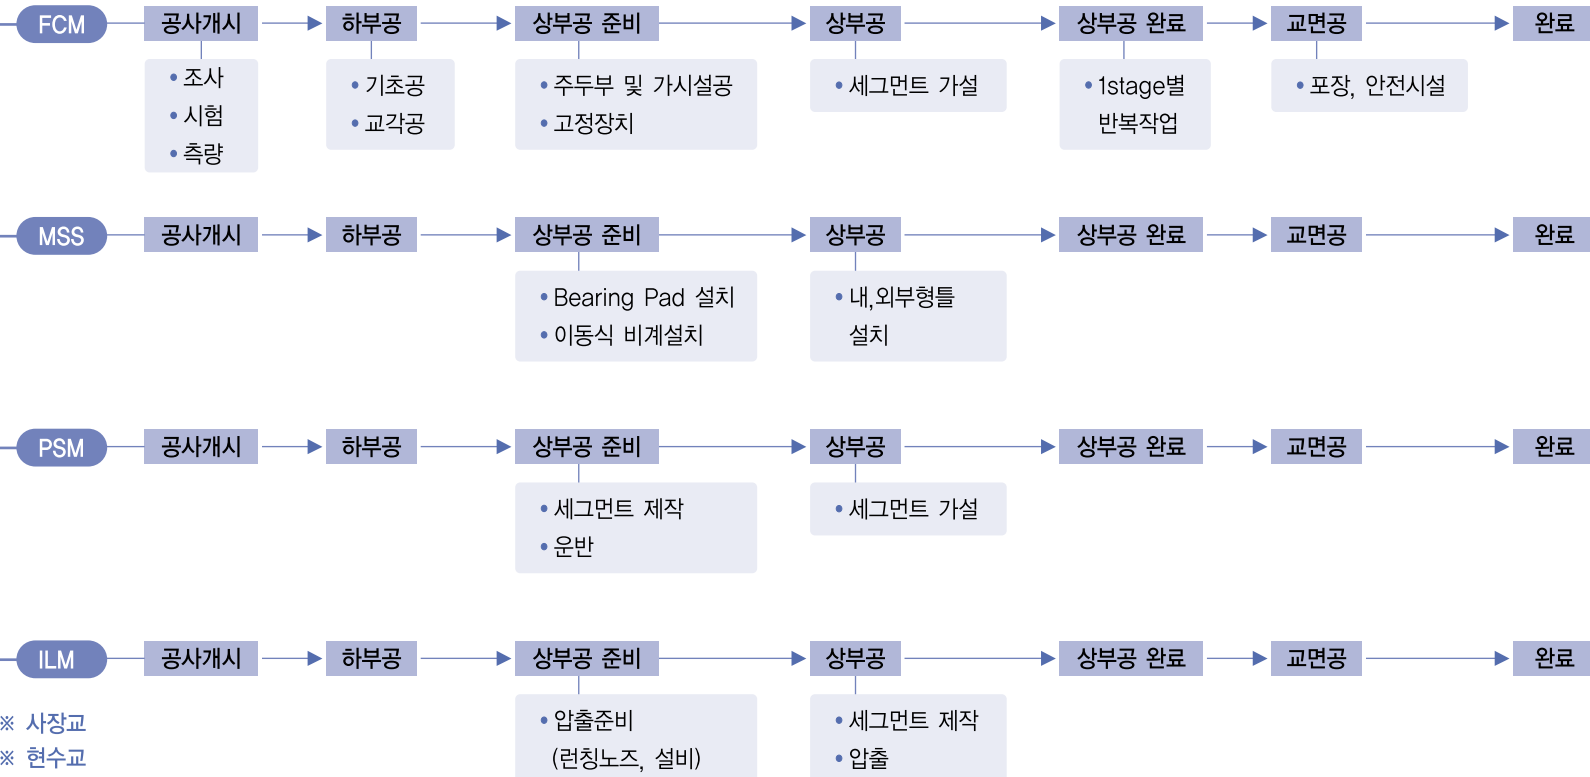 FCM 공사개시 하부공 상부공 준비 상부공 상부공 완료 교면공 완료
• 조사
• 시험
• 측량
• 기초공
• 교각공
• 주두부 및 가시설공
• 고정장치
• 세그먼트 가설
• 1stage별
반복작업
• 포장, 안전시설
MSS 공사개시 하부공 상부공 준비 상부공 상부공 완료 교면공 완료
• Bearing Pad 설치
• 이동식 비계설치
• 내,외부형틀
설치
PSM 공사개시 하부공 상부공 준비 상부공 상부공 완료 교면공 완료
• 세그먼트 제작
• 운반
• 세그먼트 가설
ILM 공사개시 하부공 상부공 준비 상부공 상부공 완료 교면공 완료
• 압출준비
(런칭노즈, 설비)
• 세그먼트 제작
• 압출
※ 사장교
※ 현수교